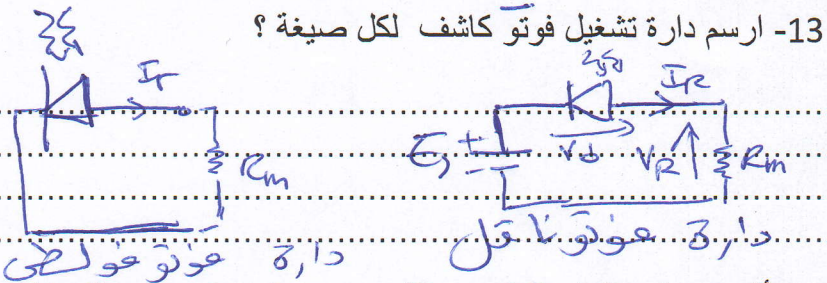 13- ارسم دارة تشغيل فوتو كاشف لكل صيغة ؟
Ir
IR
E, + - Vd VR Rm
Rm
دارة فوتو ناقل
دارة فوتو فولطي